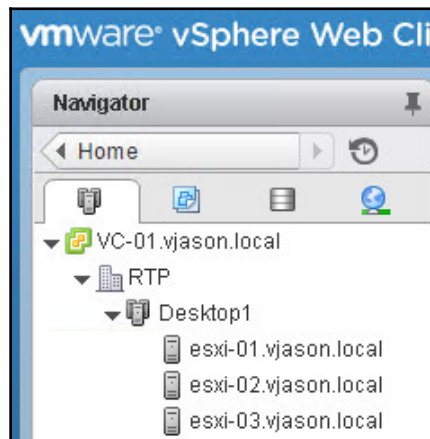 vmware® vSphere Web Cli
Navigator
Home
VC-01.vjason.local
RTP
Desktop1
esxi-01.vjason.local
esxi-02.vjason.local
esxi-03.vjason.local